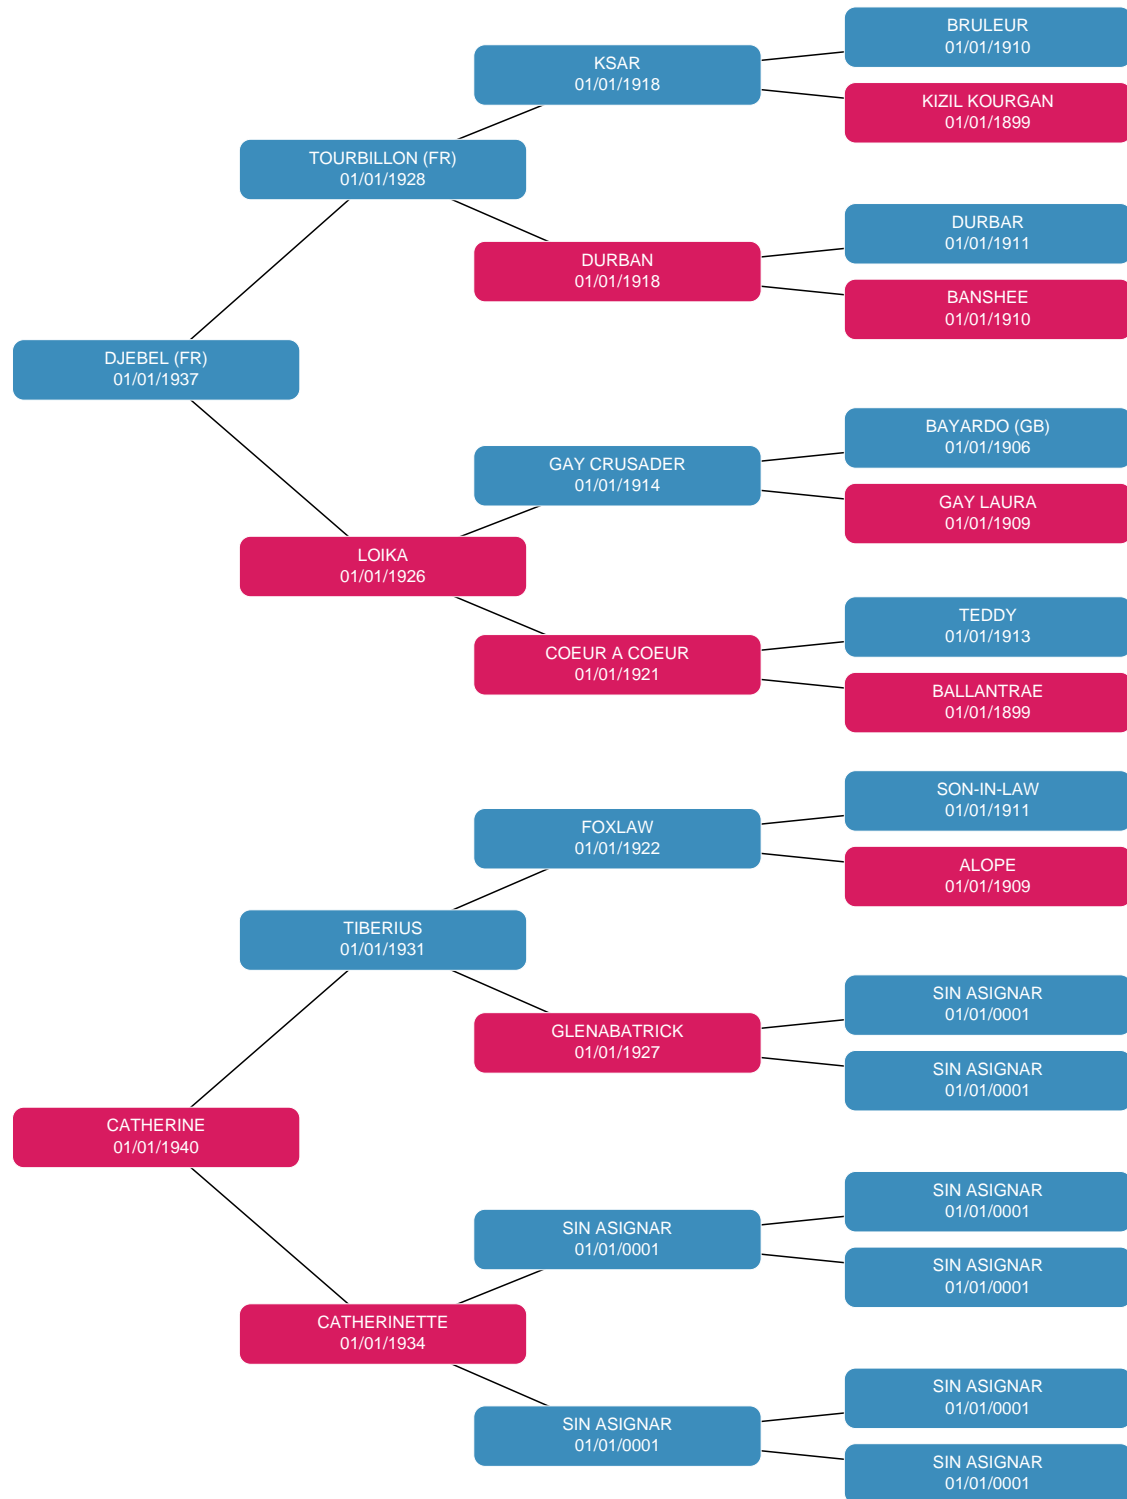 BRULEUR
01/01/1910
KSAR
01/01/1918
KIZIL KOURGAN
01/01/1899
TOURBILLON (FR)
01/01/1928
DURBAR
01/01/1911
DURBAN
01/01/1918
BANSHEE
01/01/1910
DJEBEL (FR)
01/01/1937
BAYARDO (GB)
01/01/1906
GAY CRUSADER
01/01/1914
GAY LAURA
01/01/1909
LOIKA
01/01/1926
TEDDY
01/01/1913
COEUR A COEUR
01/01/1921
BALLANTRAE
01/01/1899
SON-IN-LAW
01/01/1911
FOXLAW
01/01/1922
ALOPE
01/01/1909
TIBERIUS
01/01/1931
SIN ASIGNAR
01/01/0001
GLENABATRICK
01/01/1927
SIN ASIGNAR
01/01/0001
CATHERINE
01/01/1940
SIN ASIGNAR
01/01/0001
SIN ASIGNAR
01/01/0001
SIN ASIGNAR
01/01/0001
CATHERINETTE
01/01/1934
SIN ASIGNAR
01/01/0001
SIN ASIGNAR
01/01/0001
SIN ASIGNAR
01/01/0001